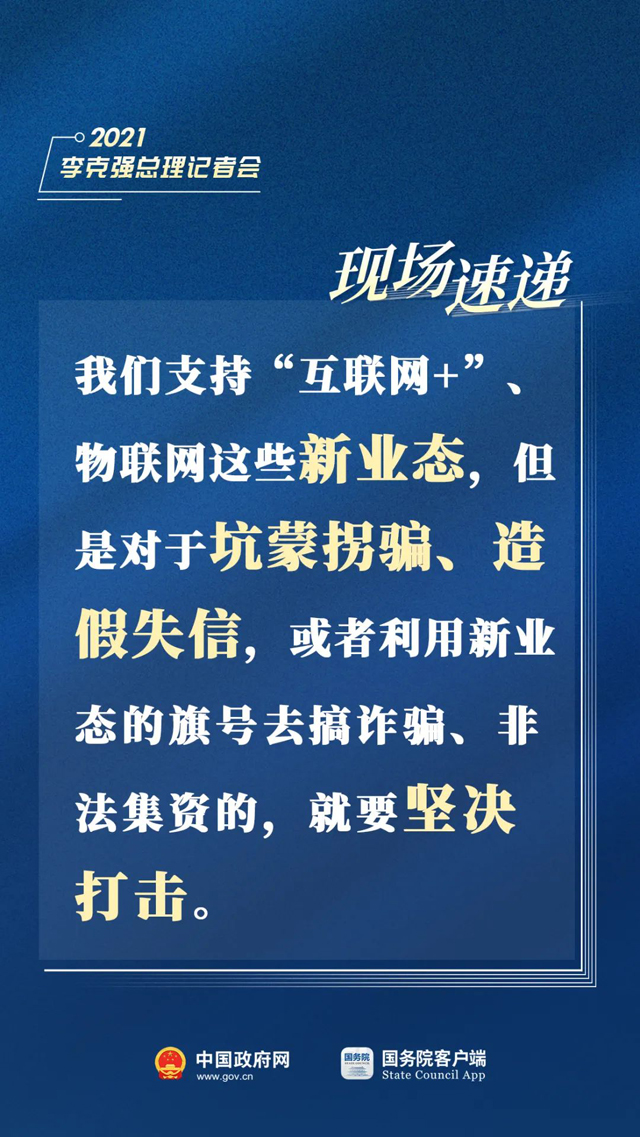 2021
李克强总理记者会
现场速递
我们支持“互联网+”、
物联网这些新业态，但
是对于坑蒙拐骗、造
假失信，或者利用新业
态的旗号去搞诈骗、非
法集资的，就要坚决
打击。
中国政府网
www.gov.cn
国务院
国务院客户端
State Council App